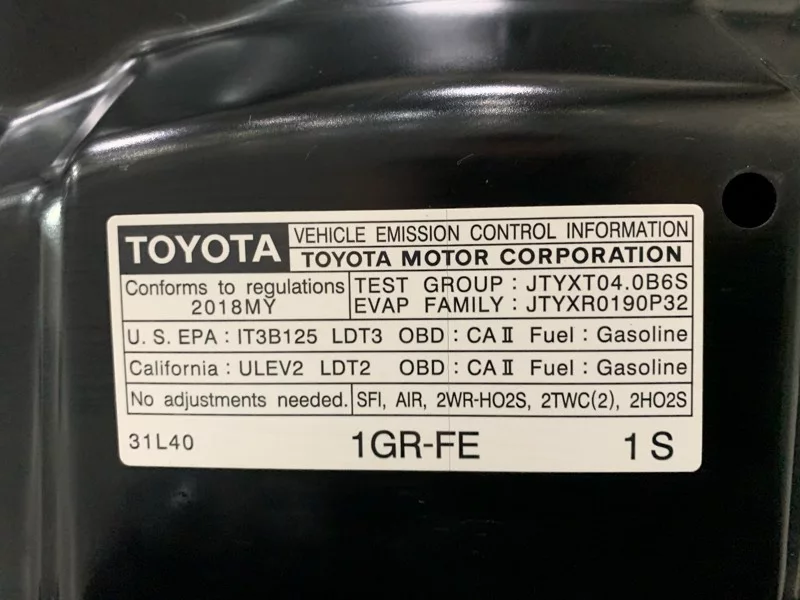 TOYOTA
VEHICLE EMISSION CONTROL INFORMATION
TOYOTA MOTOR CORPORATION
Conforms to regulations
2018MY
TEST GROUP : JTYXT04.0B6S
EVAP FAMILY : JTYXR0190P32
U. S. EPA : IT3B125 LDT3 OBD : CA II Fuel : Gasoline
California : ULEV2 LDT2 OBD : CA II Fuel : Gasoline
No adjustments needed.
SFI, AIR, 2WR-HO2S, 2TWC(2), 2HO2S
31L40 1GR-FE 1 S